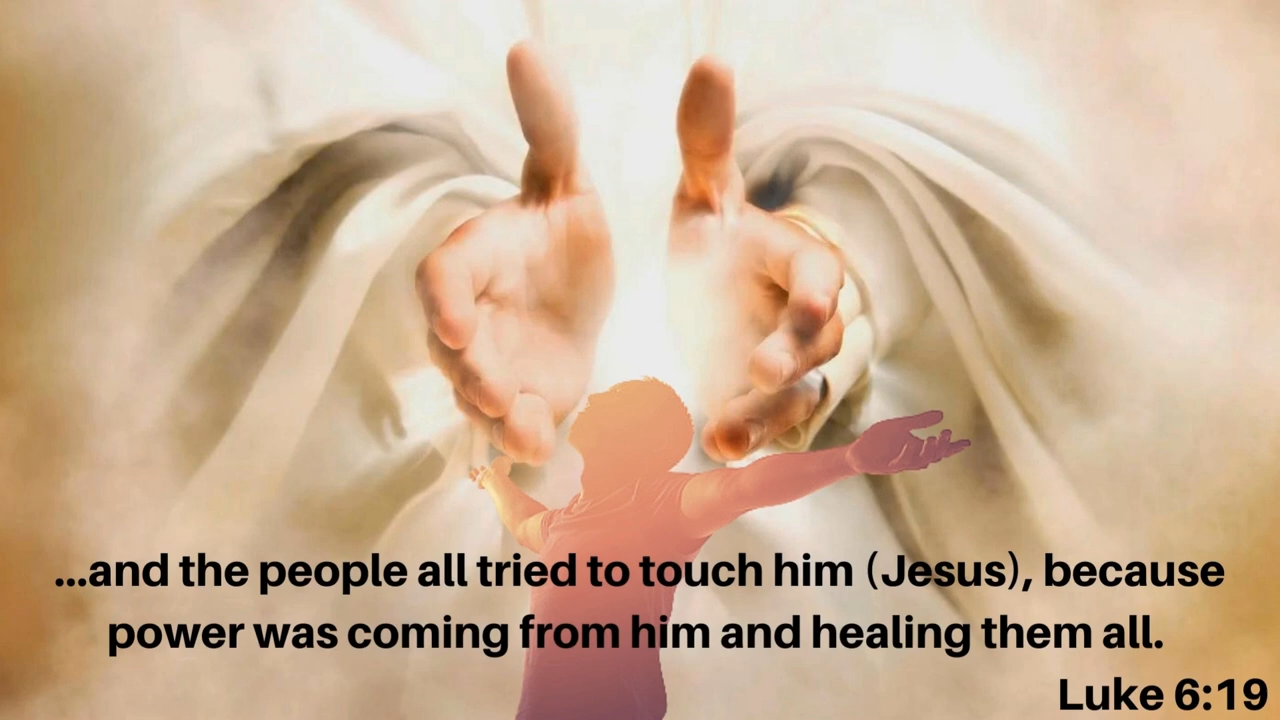 ...and the people all tried to touch him (Jesus), because
power was coming from him and healing them all.
Luke 6:19